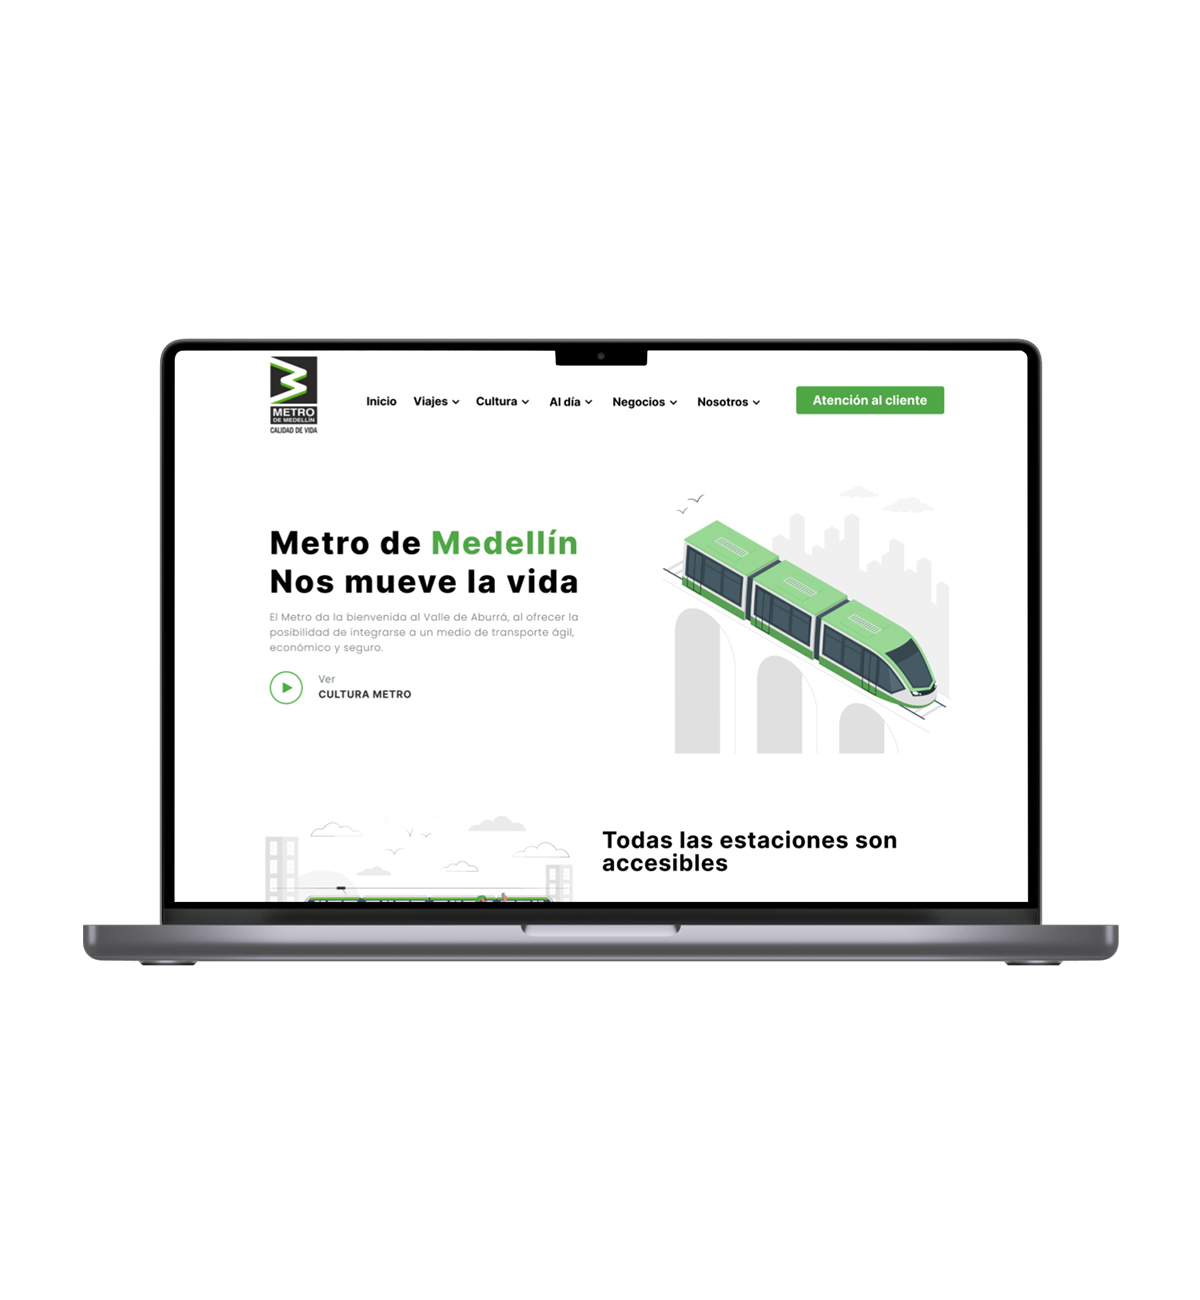 METRO
DE MEDELLÍN
CALIDAD DE VIDA
Inicio Viajes Cultura Al día Negocios Nosotros Atención al cliente
Metro de Medellín
Nos mueve la vida
El Metro da la bienvenida al Valle de Aburrá, al ofrecer la
posibilidad de integrarse a un medio de transporte ágil,
económico y seguro.
Ver
CULTURA METRO
Todas las estaciones son
accesibles